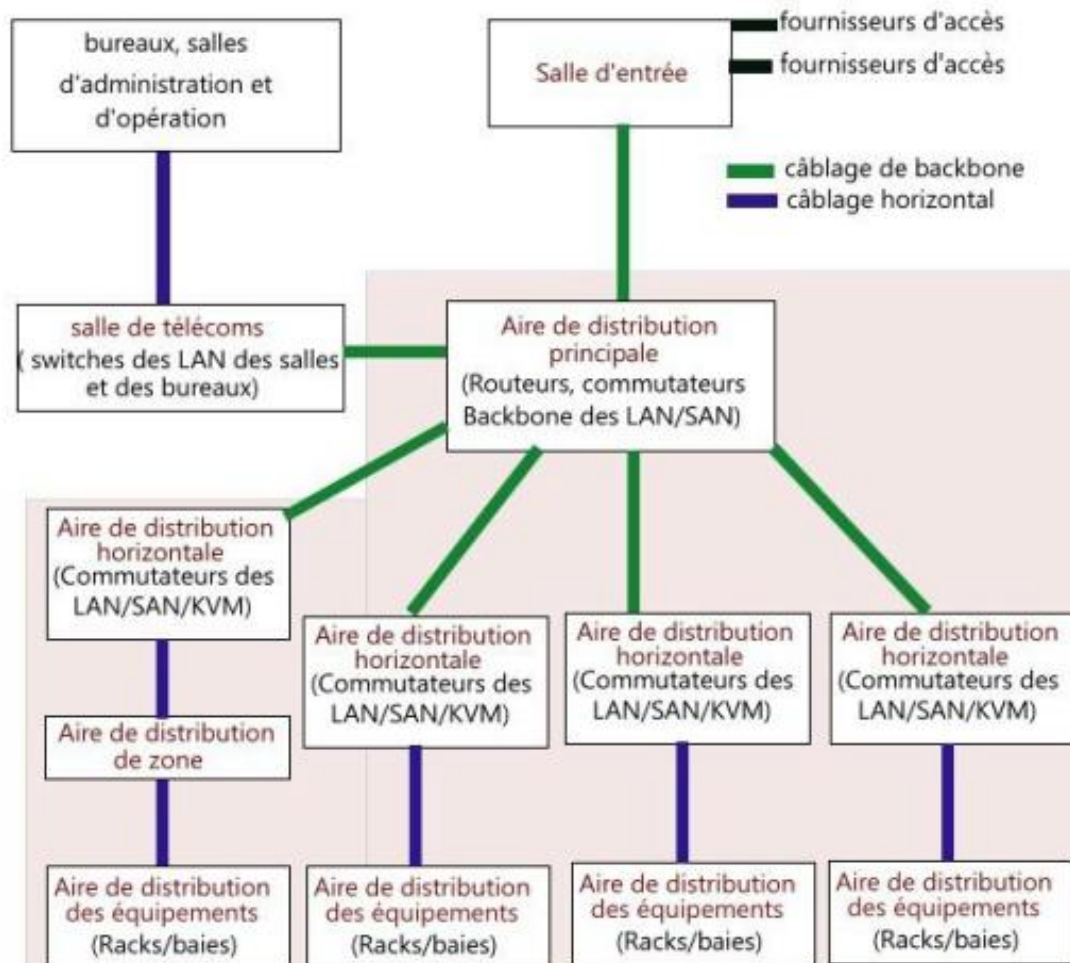 bureaux, salles
d'administration et
d'opération
Salle d'entrée
fournisseurs d'accès
fournisseurs d'accès
câblage de backbone
câblage horizontal
salle de télécoms
( switches des LAN des salles
et des bureaux)
Aire de distribution
principale
(Routeurs, commutateurs
Backbone des LAN/SAN)
Aire de distribution
horizontale
(Commutateurs des
LAN/SAN/KVM)
Aire de distribution
horizontale
(Commutateurs des
LAN/SAN/KVM)
Aire de distribution
horizontale
(Commutateurs des
LAN/SAN/KVM)
Aire de distribution
horizontale
(Commutateurs des
LAN/SAN/KVM)
Aire de distribution
de zone
Aire de distribution
des équipements
(Racks/baies)
Aire de distribution
des équipements
(Racks/baies)
Aire de distribution
des équipements
(Racks/baies)
Aire de distribution
des équipements
(Racks/baies)